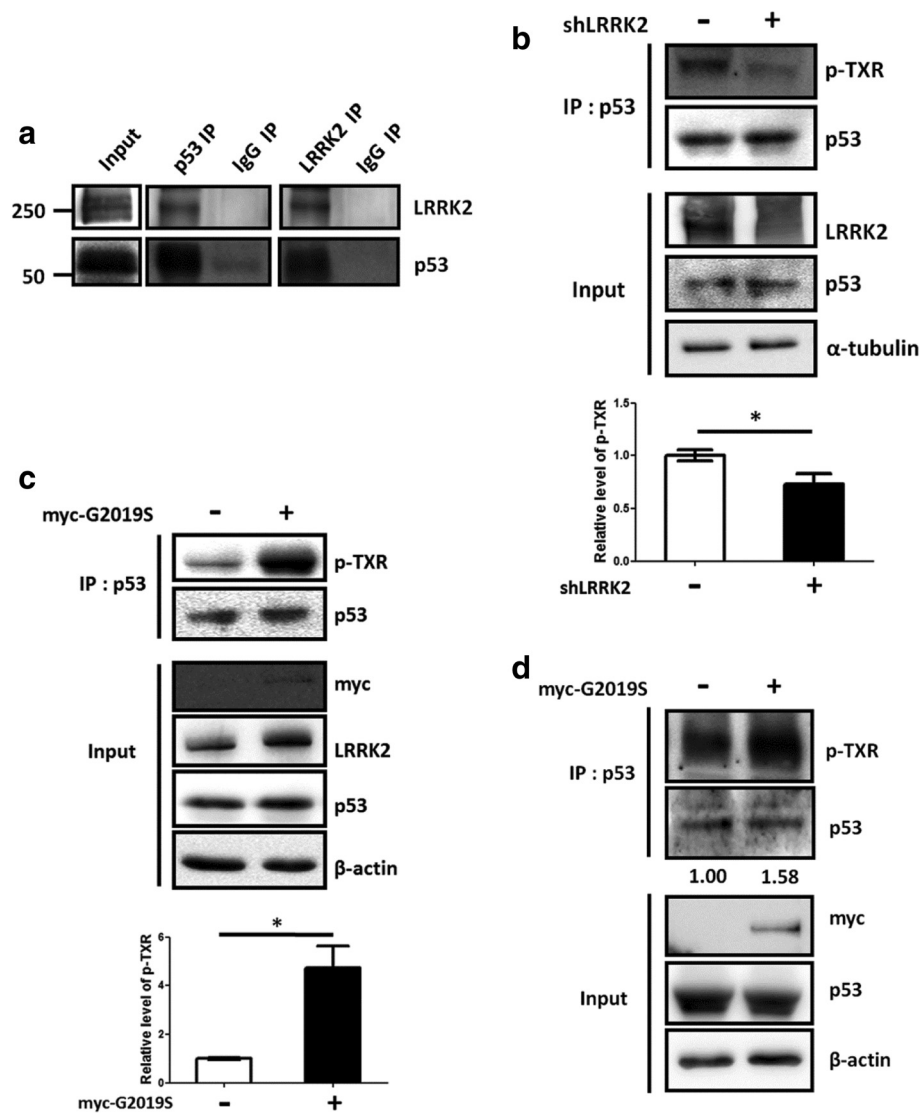 a
Input
p53 IP
IgG IP
LRRK2 IP
IgG IP
250
LRRK2
50
p53
b
shLRRK2 - +
IP : p53
p-TXR
p53
Input
LRRK2
p53
α-tubulin
Relative level of p-TXR
1.5
1.0
0.5
0.0
*
shLRRK2 - +
c
myc-G2019S - +
IP : p53
p-TXR
p53
Input
myc
LRRK2
p53
β-actin
Relative level of p-TXR
6
4
2
0
*
myc-G2019S - +
d
myc-G2019S - +
IP : p53
p-TXR
p53
1.00 1.58
Input
myc
p53
β-actin